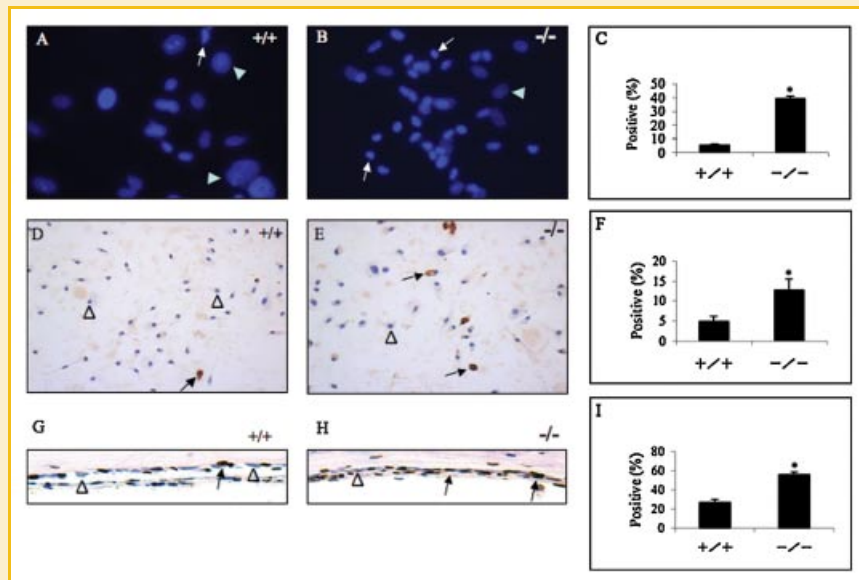 A +/+
B -/-
C
50
40
30
20
10
0
Positive (%)
*
+/+ -/-
D +/+
E -/-
F
20
15
10
5
0
Positive (%)
*
+/+ -/-
G +/+
H -/-
I
80
60
40
20
0
Positive (%)
*
+/+ -/-